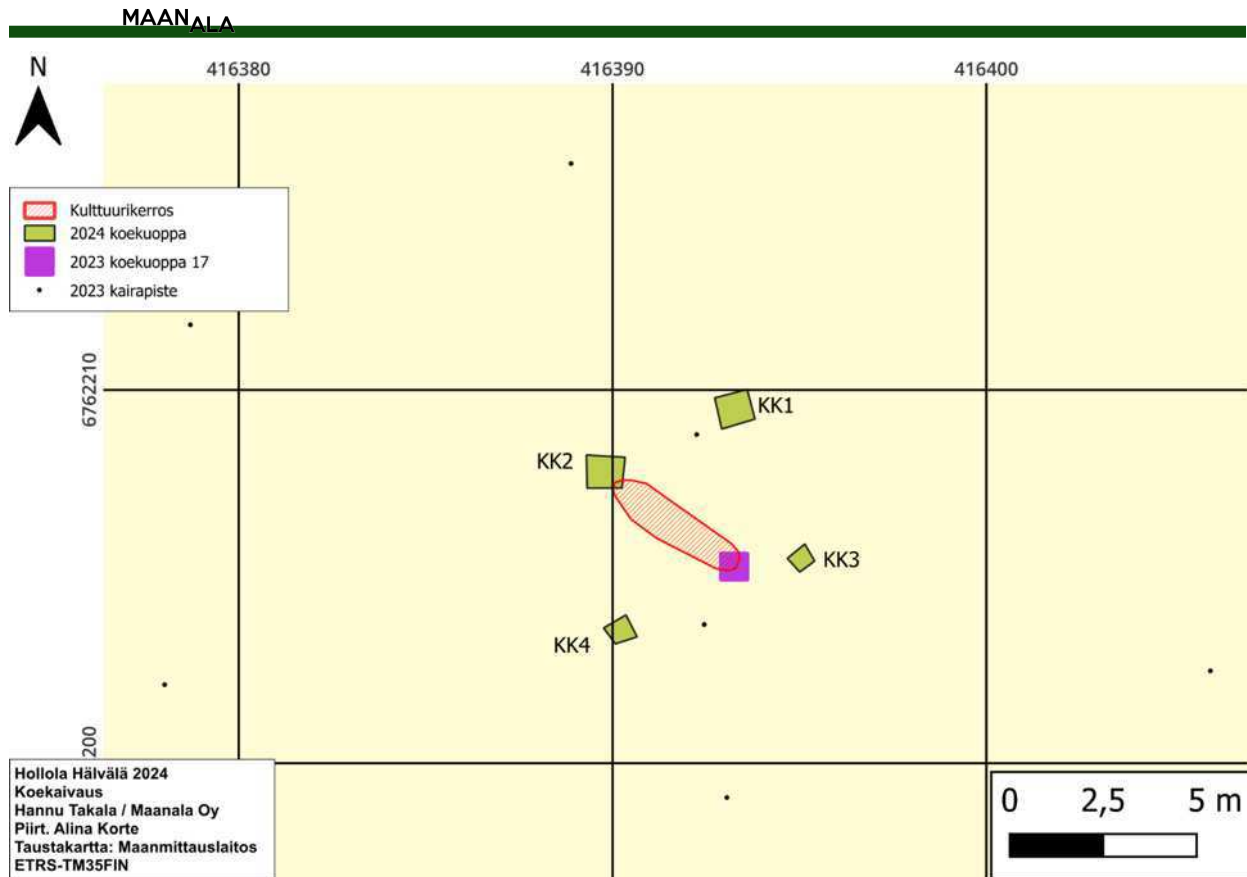 MAANALA
N
416380
416390
416400
Kulttuurikerros
2024 koekuoppa
2023 koekuoppa 17
2023 kairapiste
6762210
KK1
KK2
KK3
KK4
200
Hollola Hälvälä 2024
Koekaivaus
Hannu Takala / Maanala Oy
Piirt. Alina Korte
Taustakartta: Maanmittauslaitos
ETRS-TM35FIN
0 2,5 5 m